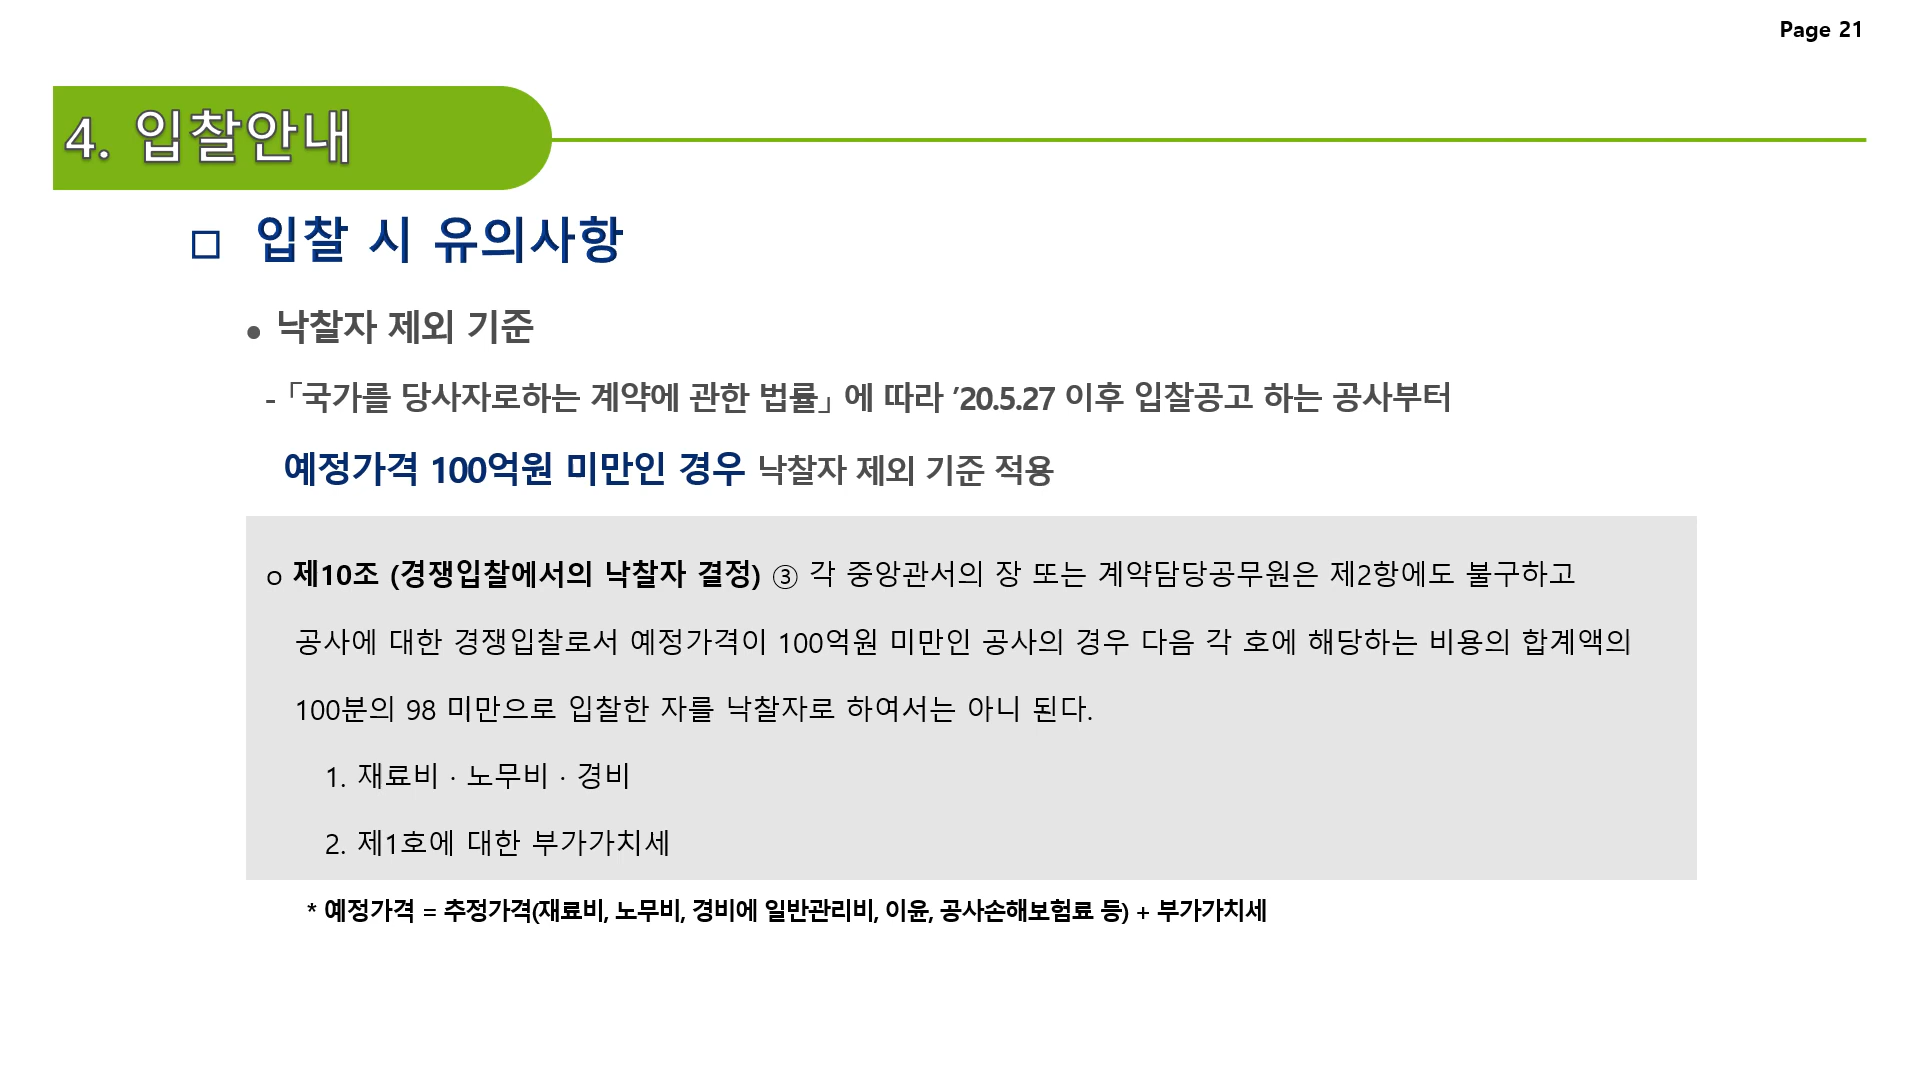 Page 21
4. 입찰안내
□ 입찰 시 유의사항
● 낙찰자 제외 기준
- 「국가를 당사자로하는 계약에 관한 법률」 에 따라 ’20.5.27 이후 입찰공고 하는 공사부터
예정가격 100억원 미만인 경우 낙찰자 제외 기준 적용
o 제10조 (경쟁입찰에서의 낙찰자 결정) ③ 각 중앙관서의 장 또는 계약담당공무원은 제2항에도 불구하고
공사에 대한 경쟁입찰로서 예정가격이 100억원 미만인 공사의 경우 다음 각 호에 해당하는 비용의 합계액의
100분의 98 미만으로 입찰한 자를 낙찰자로 하여서는 아니 된다.
1. 재료비 · 노무비 · 경비
2. 제1호에 대한 부가가치세
* 예정가격 = 추정가격(재료비, 노무비, 경비에 일반관리비, 이윤, 공사손해보험료 등) + 부가가치세